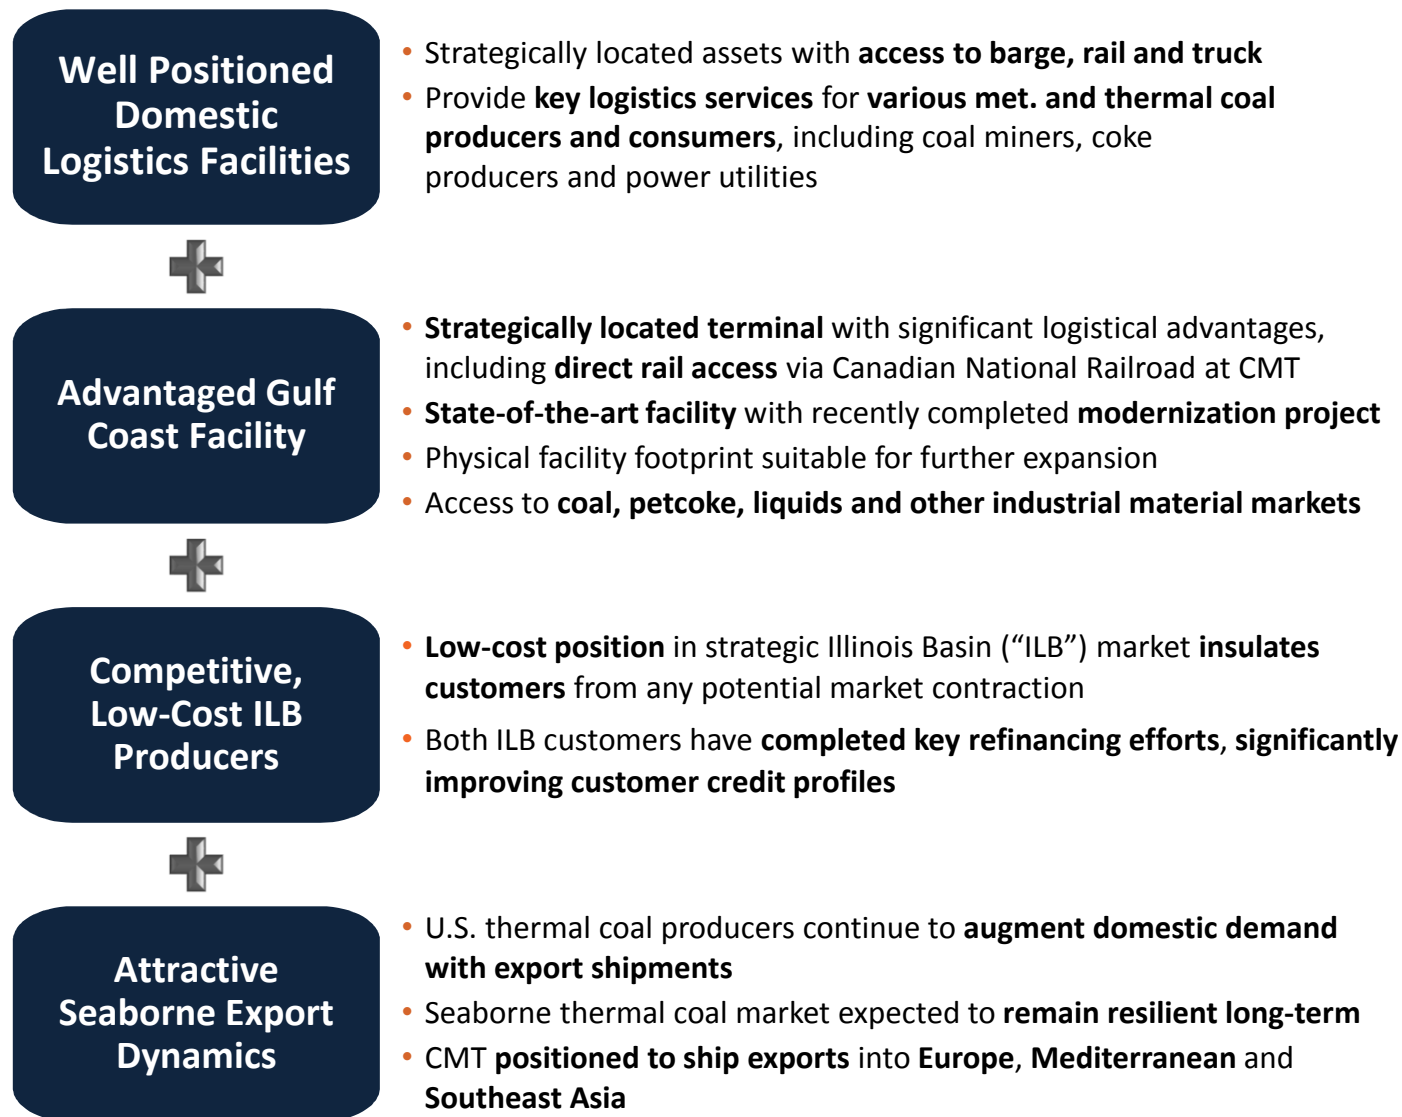 Well Positioned
Domestic
Logistics Facilities
• Strategically located assets with access to barge, rail and truck
• Provide key logistics services for various met. and thermal coal
producers and consumers, including coal miners, coke
producers and power utilities
Advantaged Gulf
Coast Facility
• Strategically located terminal with significant logistical advantages,
including direct rail access via Canadian National Railroad at CMT
• State-of-the-art facility with recently completed modernization project
• Physical facility footprint suitable for further expansion
• Access to coal, petcoke, liquids and other industrial material markets
Competitive,
Low-Cost ILB
Producers
• Low-cost position in strategic Illinois Basin (“ILB”) market insulates
customers from any potential market contraction
• Both ILB customers have completed key refinancing efforts, significantly
improving customer credit profiles
Attractive
Seaborne Export
Dynamics
• U.S. thermal coal producers continue to augment domestic demand
with export shipments
• Seaborne thermal coal market expected to remain resilient long-term
• CMT positioned to ship exports into Europe, Mediterranean and
Southeast Asia